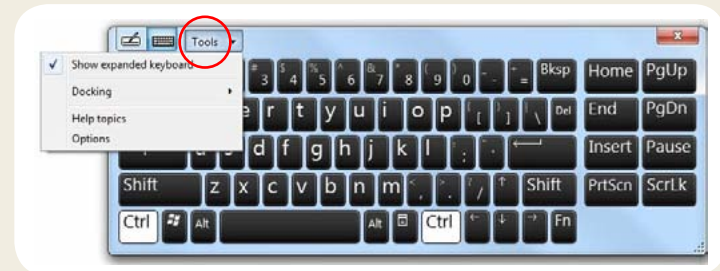 Tools
Show expanded keyboard
Docking
Help topics
Options
# 3 $ 4 % 5 ^ 6 & 7 * 8 ( 9 ) 0 - - + = Bksp Home PgUp
e r t y u i o p { [ } ] | \ Del End PgDn
d f g h j k l : ; " ' Insert Pause
Shift z x c v b n m < , > . ? / Shift PrtScn ScrLk
Ctrl Alt Alt Ctrl Fn